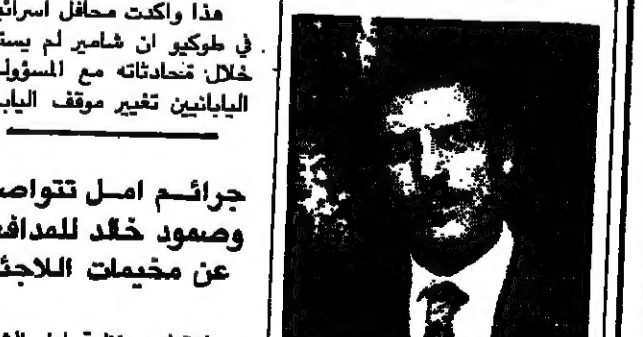 هذا واكدت محافل اسرائي
في طوكيو ان شامير لم يست
خلال محادثاته مع المسؤول
اليابانيين تغيير موقف الياب
جرائم امل تتواص
وصمود خالد للمدافع
عن مخيمات اللاجئ